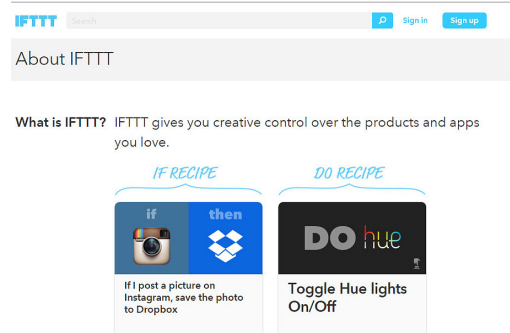 IFTTT
Search
Sign in
Sign up
About IFTTT
What is IFTTT?
IFTTT gives you creative control over the products and apps
you love.
IF RECIPE
DO RECIPE
if
then
DO hue
If I post a picture on
Instagram, save the photo
to Dropbox
Toggle Hue lights
On/Off